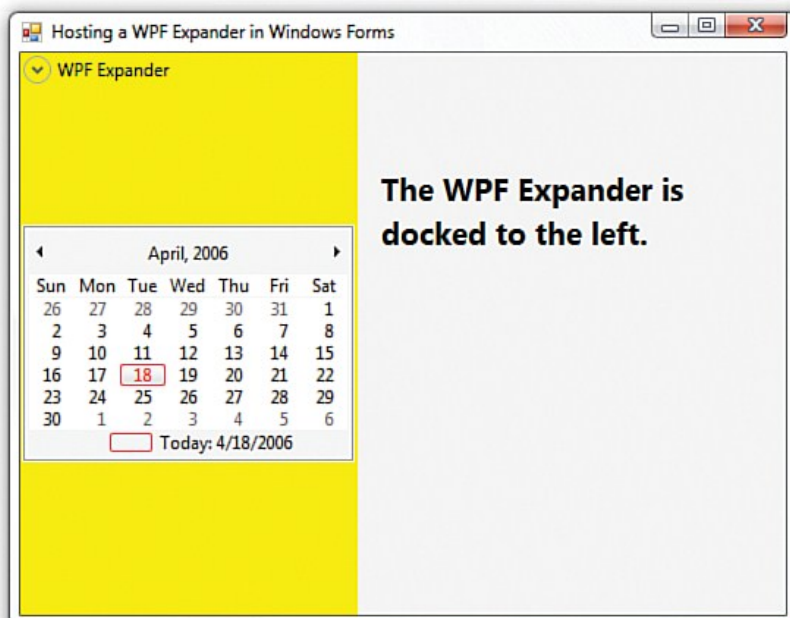 Hosting a WPF Expander in Windows Forms
WPF Expander
The WPF Expander is
docked to the left.
April, 2006
Sun Mon Tue Wed Thu Fri Sat
26 27 28 29 30 31 1
2 3 4 5 6 7 8
9 10 11 12 13 14 15
16 17 18 19 20 21 22
23 24 25 26 27 28 29
30 1 2 3 4 5 6
Today: 4/18/2006